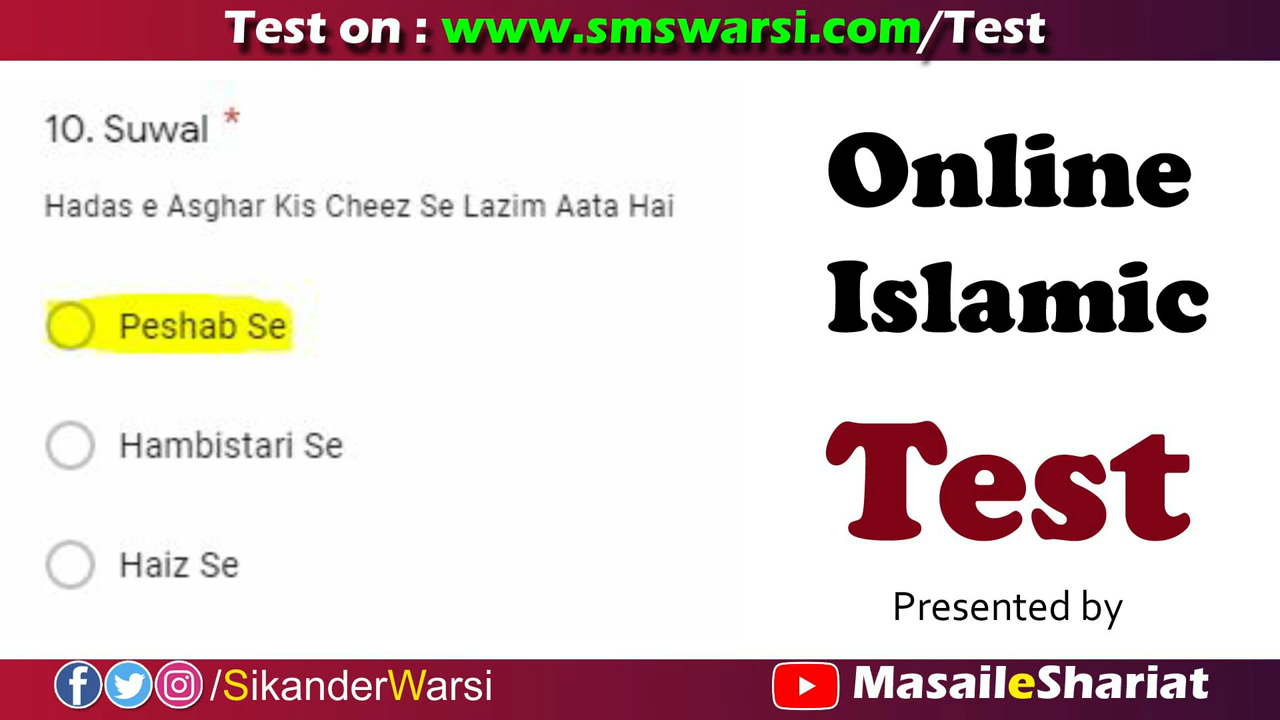 Test on : www.smswarsi.com/Test
10. Suwal *
Hadas e Asghar Kis Cheez Se Lazim Aata Hai
Peshab Se
Hambistari Se
Haiz Se
Online
Islamic
Test
Presented by
/SikanderWarsi
MasaileShariat